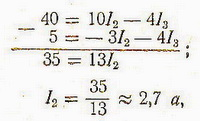 − 40 = 10I₂ − 4I₃
5 = − 3I₂ − 4I₃ ;
35 = 13I₂
I₂ = 35/13 ≈ 2,7 а,